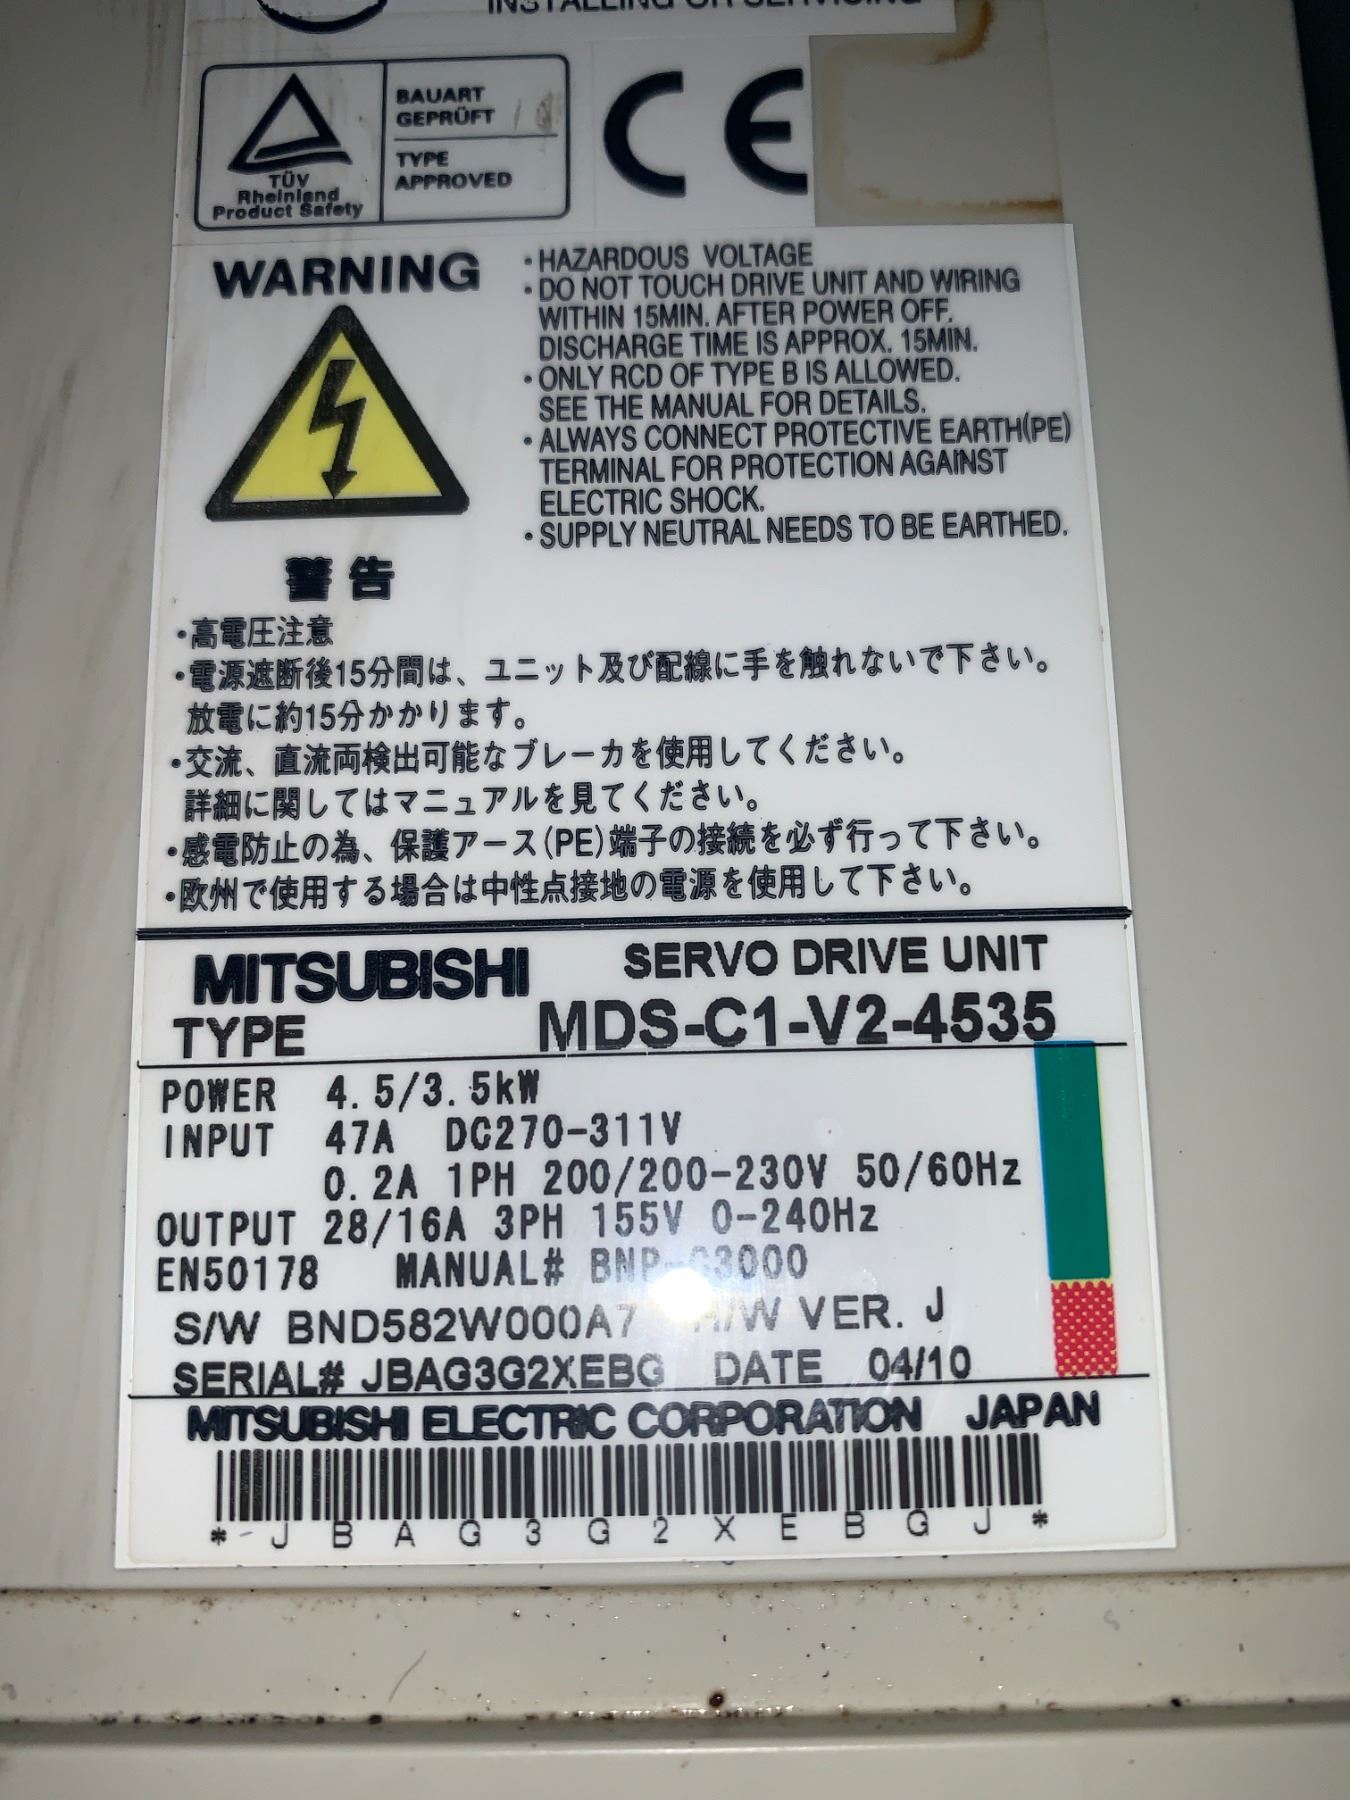 INSTALLING OR SERVICING
BAUART
GEPRÜFT
TYPE
APPROVED
TÜV
Rheinland
Product Safety
CE
WARNING
・HAZARDOUS VOLTAGE
・DO NOT TOUCH DRIVE UNIT AND WIRING
WITHIN 15MIN. AFTER POWER OFF.
DISCHARGE TIME IS APPROX. 15MIN.
・ONLY RCD OF TYPE B IS ALLOWED.
SEE THE MANUAL FOR DETAILS.
・ALWAYS CONNECT PROTECTIVE EARTH(PE)
TERMINAL FOR PROTECTION AGAINST
ELECTRIC SHOCK.
・SUPPLY NEUTRAL NEEDS TO BE EARTHED.
警告
・高電圧注意
・電源遮断後15分間は、ユニット及び配線に手を触れないで下さい。
放電に約15分かかります。
・交流、直流両検出可能なブレーカを使用してください。
詳細に関してはマニュアルを見てください。
・感電防止の為、保護アース(PE)端子の接続を必ず行って下さい。
・欧州で使用する場合は中性点接地の電源を使用して下さい。
MITSUBISHI SERVO DRIVE UNIT
TYPE MDS-C1-V2-4535
POWER 4.5/3.5kW
INPUT 47A DC270-311V
0.2A 1PH 200/200-230V 50/60Hz
OUTPUT 28/16A 3PH 155V 0-240Hz
EN50178 MANUAL#
S/W BND582W000A7 VER. J
SERIAL# JBAG3G2XEBG DATE 04/10
MITSUBISHI ELECTRIC CORPORATION JAPAN
* J B A G 3 G 2 X E B G J *